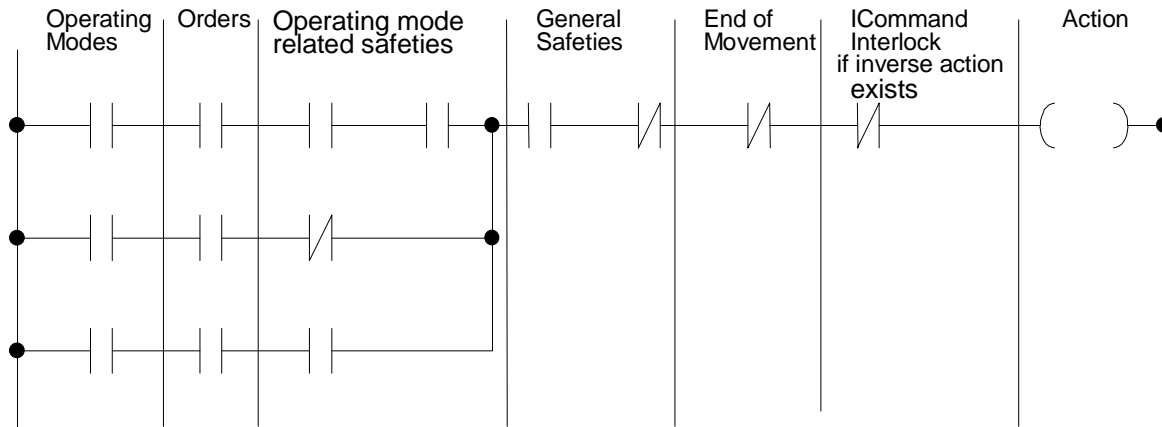 Operating
Modes
Orders
Operating mode
related safeties
General
Safeties
End of
Movement
ICommand
Interlock
if inverse action
exists
Action